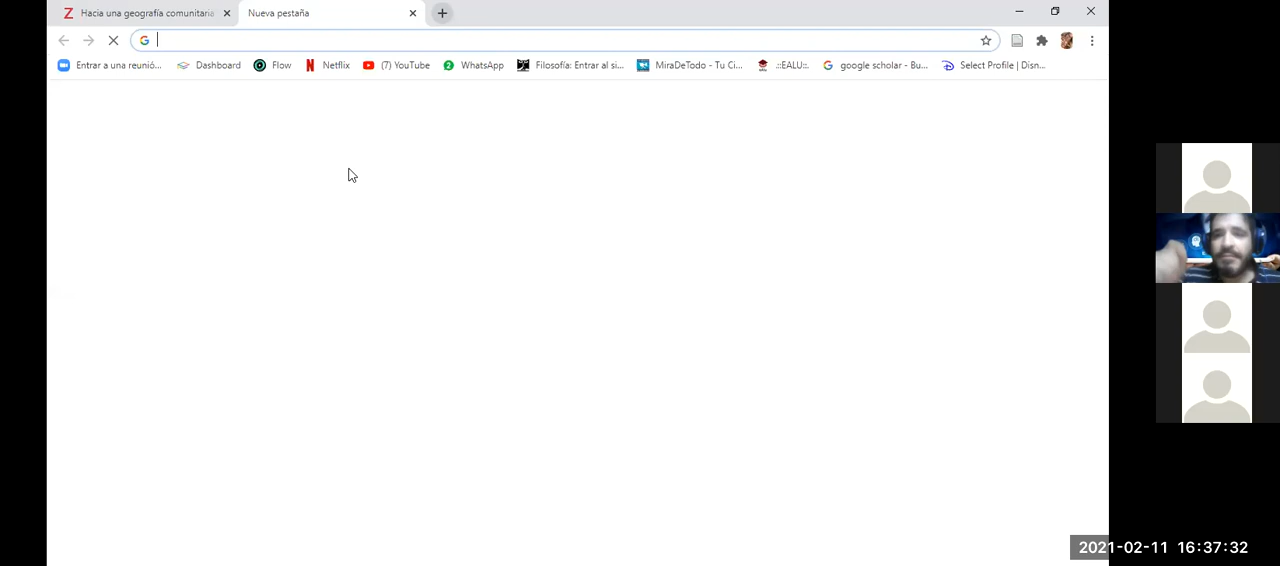 Z Hacia una geografía comunitaria
Nueva pestaña
G
Entrar a una reunió...
Dashboard
Flow
N Netflix
(7) YouTube
2 WhatsApp
Filosofía: Entrar al si...
MiraDeTodo - Tu Ci...
.::EALU::.
G google scholar - Bu...
Select Profile | Disn...
2021-02-11 16:37:32